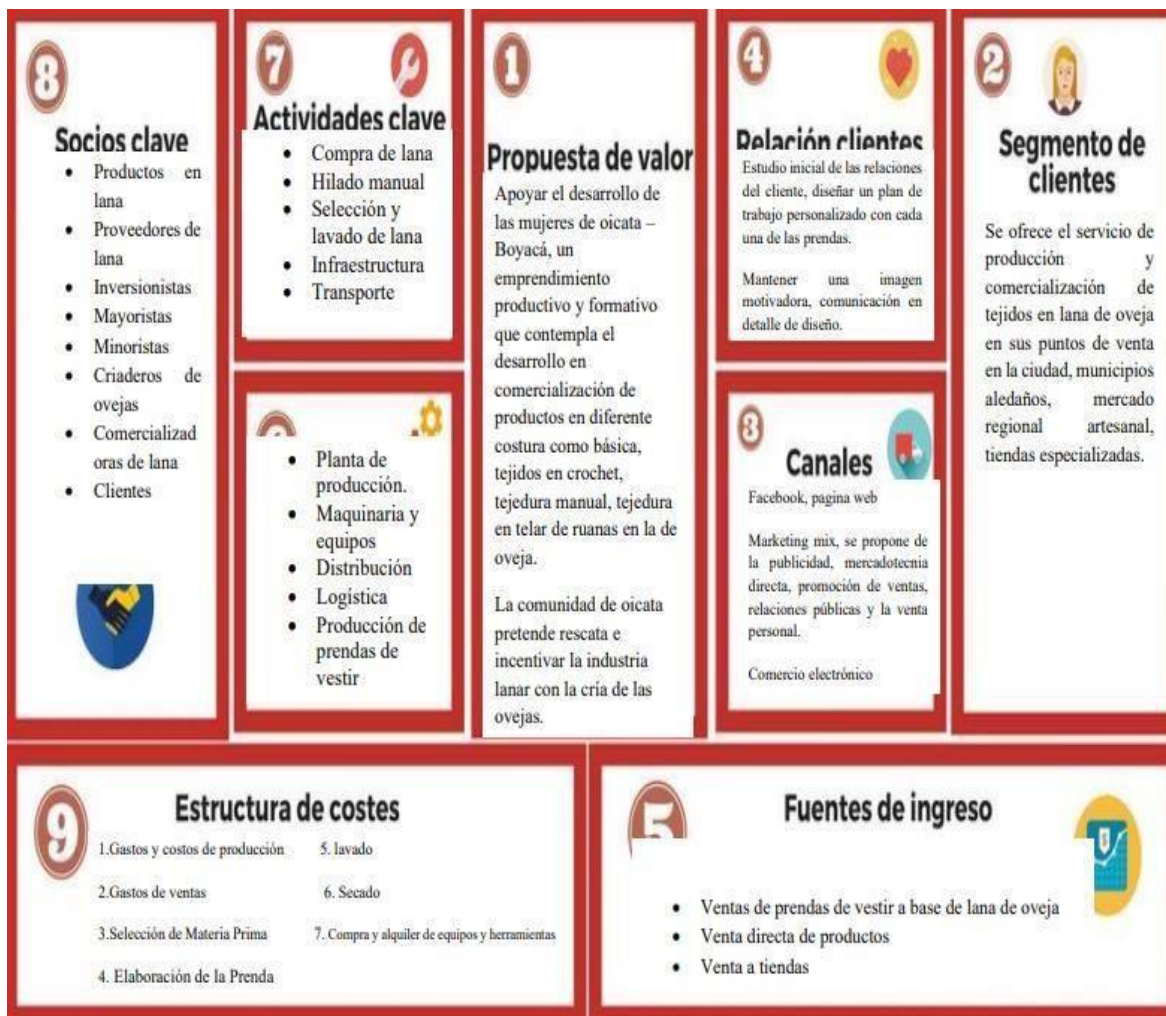 8
Socios clave
• Productos en
lana
• Proveedores de
lana
• Inversionistas
• Mayoristas
• Minoristas
• Criaderos de
ovejas
• Comercializad
oras de lana
• Clientes
7
Actividades clave
• Compra de lana
• Hilado manual
• Selección y
lavado de lana
• Infraestructura
• Transporte
• Planta de
producción.
• Maquinaria y
equipos
• Distribución
• Logística
• Producción de
prendas de
vestir
1
Propuesta de valor
Apoyar el desarrollo de
las mujeres de oicata –
Boyacá, un
emprendimiento
productivo y formativo
que contempla el
desarrollo en
comercialización de
productos en diferente
costura como básica,
tejidos en crochet,
tejedura manual, tejedura
en telar de ruanas en la de
oveja.
La comunidad de oicata
pretende rescata e
incentivar la industria
lanar con la cría de las
ovejas.
4
Relación clientes
Estudio inicial de las relaciones
del cliente, diseñar un plan de
trabajo personalizado con cada
una de las prendas.
Mantener una imagen
motivadora, comunicación en
detalle de diseño.
3
Canales
Facebook, pagina web
Marketing mix, se propone de
la publicidad, mercadotecnia
directa, promoción de ventas,
relaciones públicas y la venta
personal.
Comercio electrónico
2
Segmento de
clientes
Se ofrece el servicio de
producción y
comercialización de
tejidos en lana de oveja
en sus puntos de venta
en la ciudad, municipios
aledaños, mercado
regional artesanal,
tiendas especializadas.
9
Estructura de costes
1.Gastos y costos de producción
2.Gastos de ventas
3.Selección de Materia Prima
4. Elaboración de la Prenda
5. lavado
6. Secado
7. Compra y alquiler de equipos y herramientas
5
Fuentes de ingreso
• Ventas de prendas de vestir a base de lana de oveja
• Venta directa de productos
• Venta a tiendas